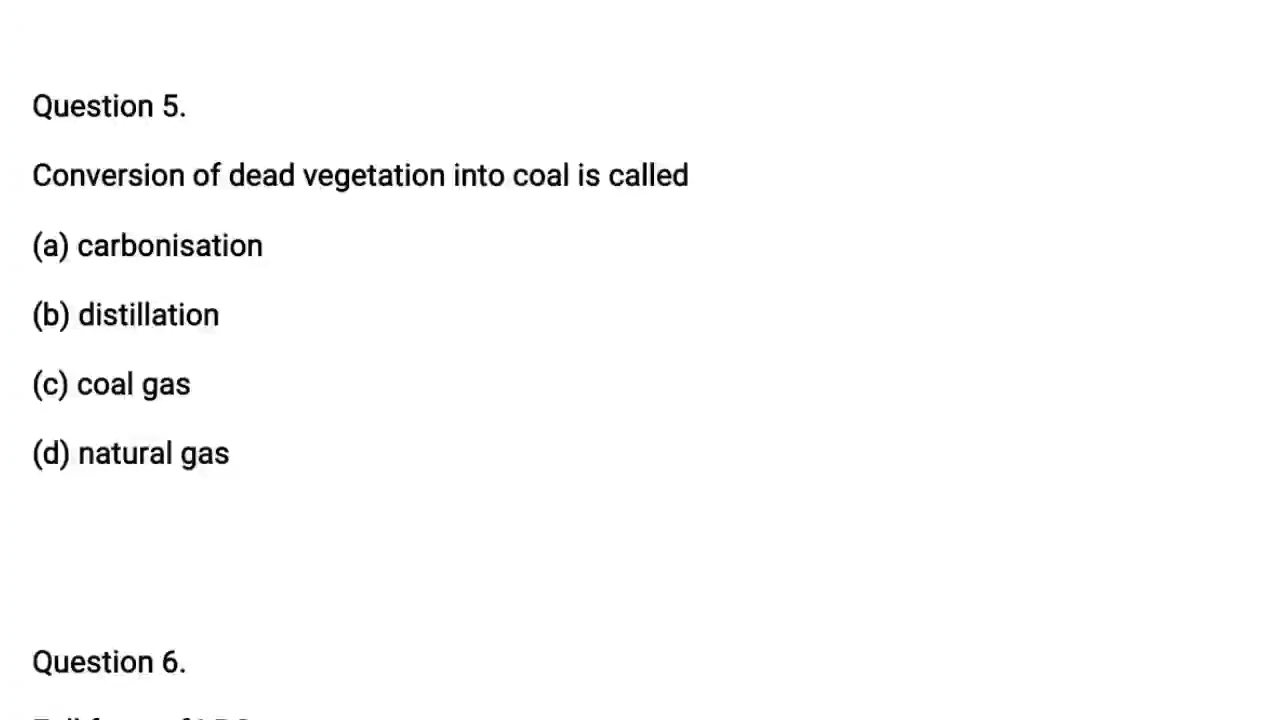 Question 5.
Conversion of dead vegetation into coal is called
(a) carbonisation
(b) distillation
(c) coal gas
(d) natural gas
Question 6.